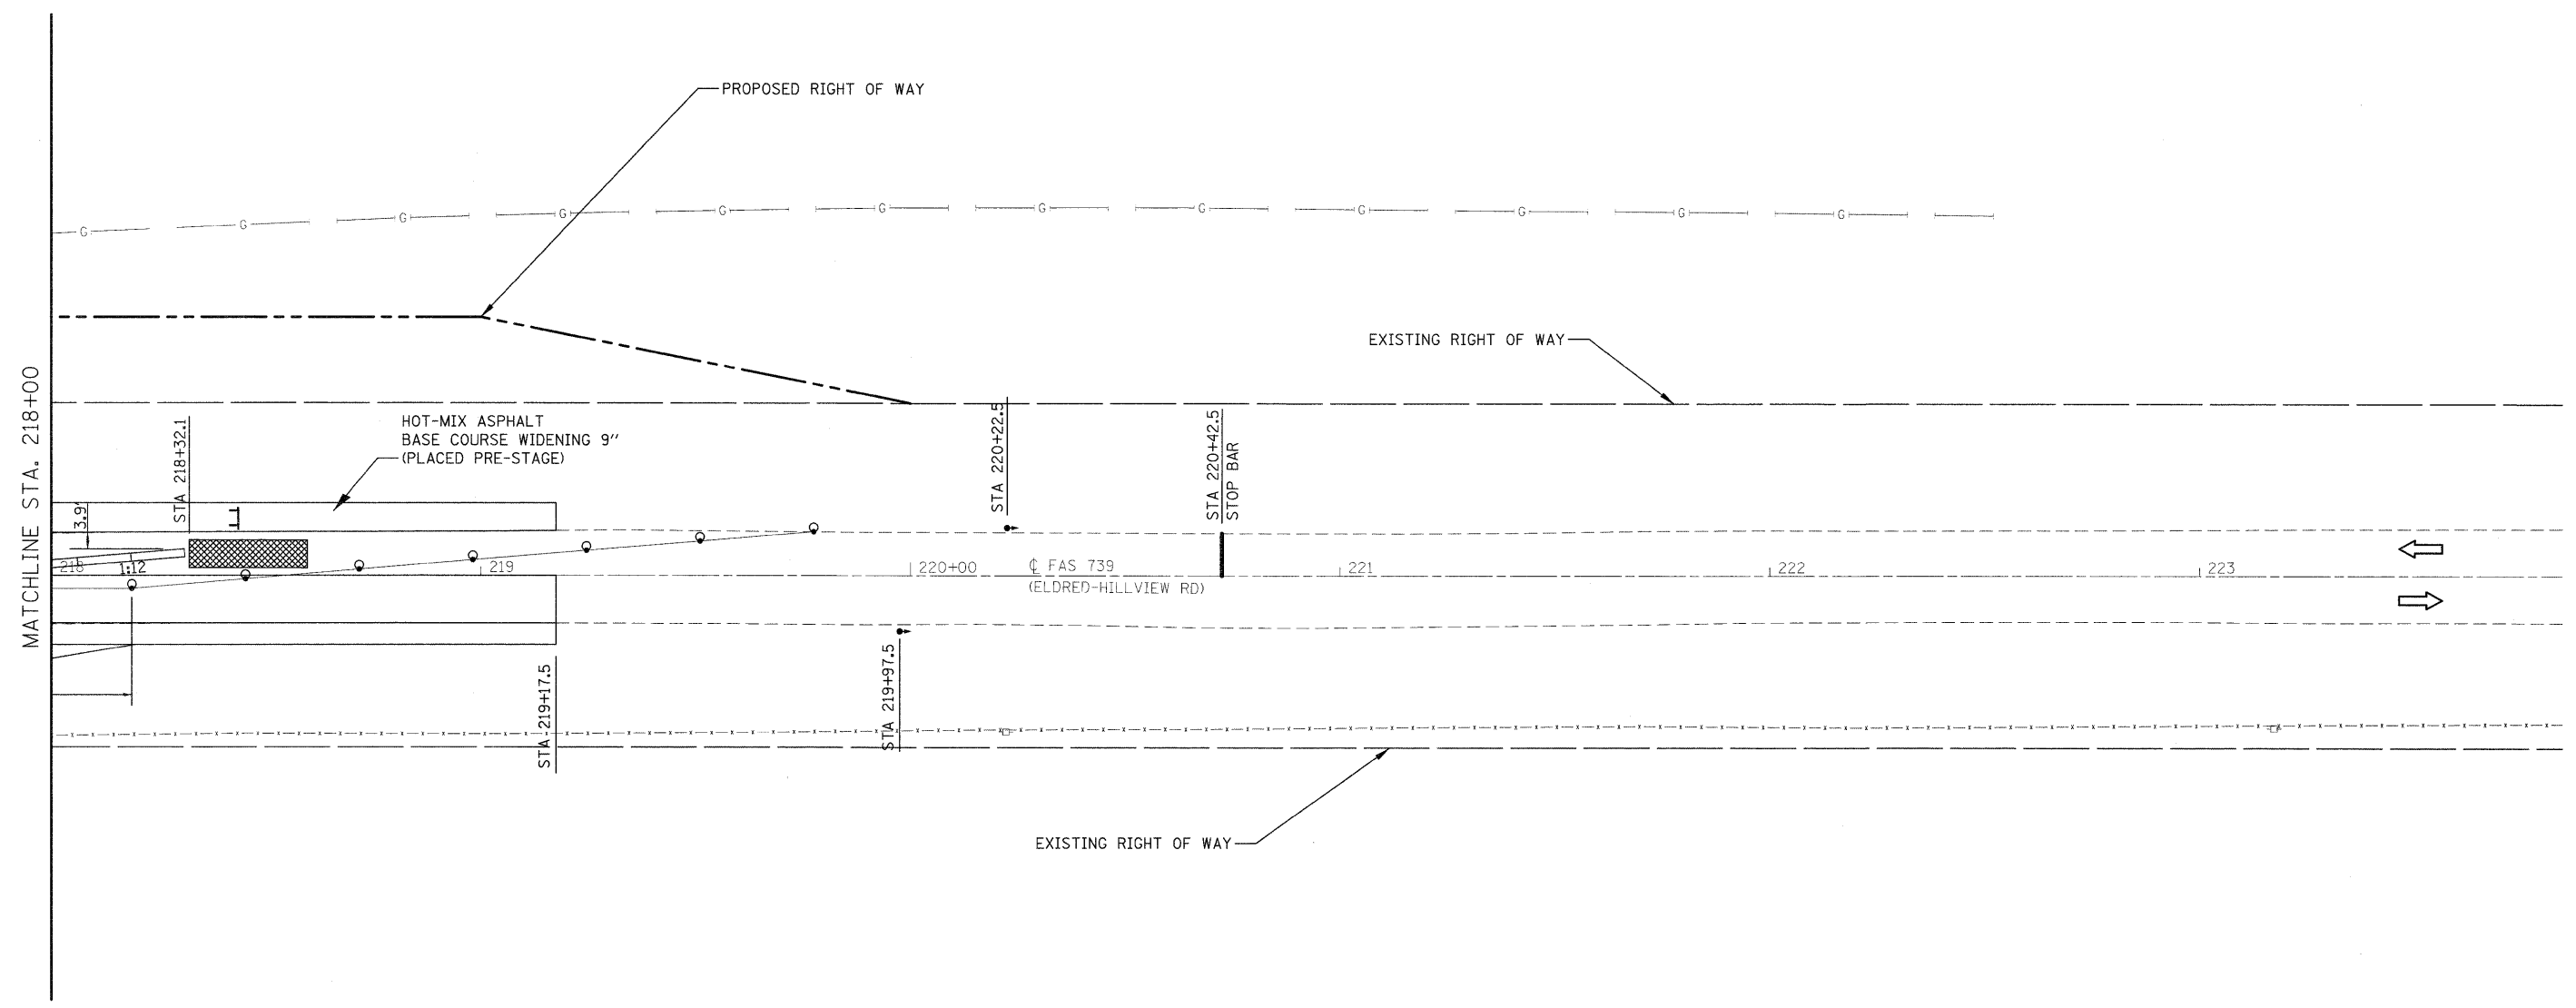 PROPOSED RIGHT OF WAY
G G G G G G G G G G G G
EXISTING RIGHT OF WAY
MATCHLINE STA. 218+00
HOT-MIX ASPHALT
BASE COURSE WIDENING 9"
(PLACED PRE-STAGE)
STA 218+32.1
STA 220+22.5
STA 220+42.5
STOP BAR
3.9'
218
1:12
219
220+00
℄ FAS 739
(ELDRED-HILLVIEW RD)
221
222
223
STA 219+17.5
STA 219+97.5
EXISTING RIGHT OF WAY